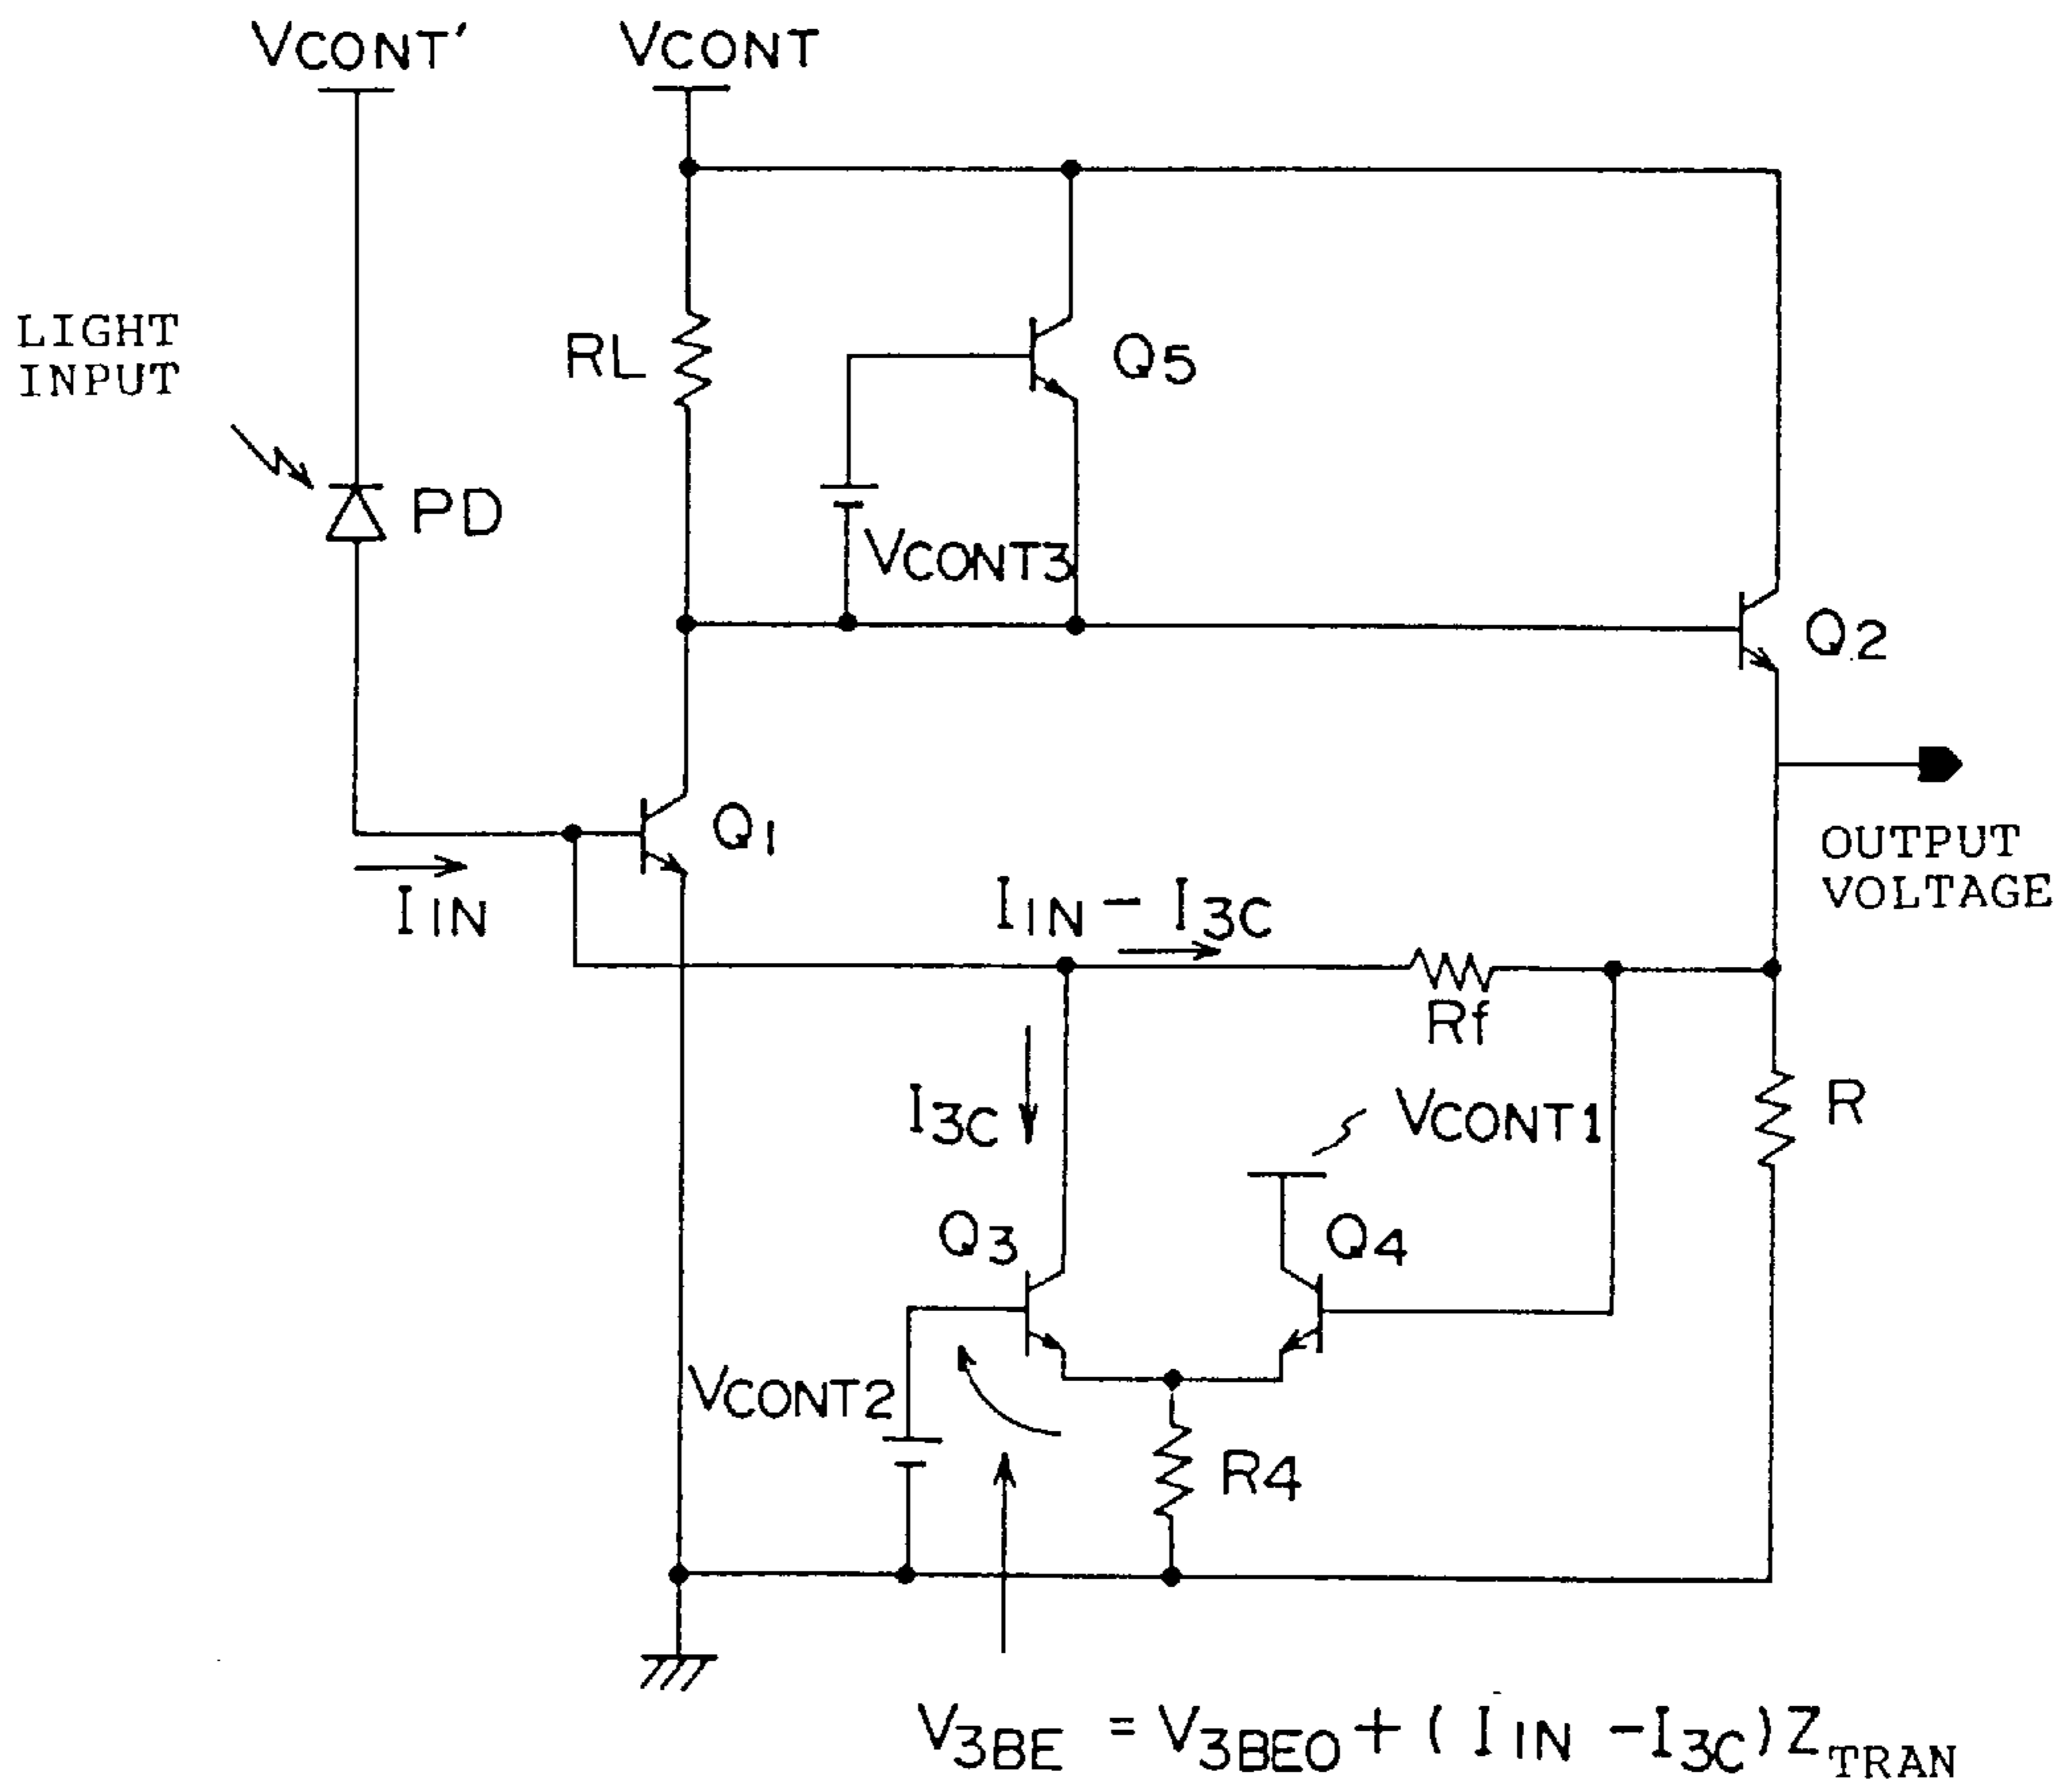 VCONT'
VCONT
LIGHT
INPUT
RL
Q5
PD
VCONT3
Q2
Q1
OUTPUT
VOLTAGE
IIN
IIN - I3C
Rf
I3C
VCONT1
R
Q3
Q4
VCONT2
R4
V3BE = V3BEO + (IIN - I3C) ZTRAN